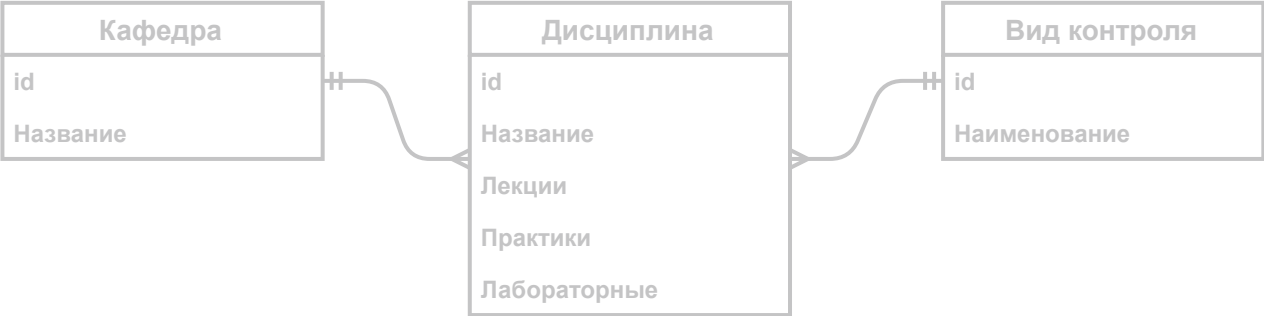 Кафедра
id
Название
Дисциплина
id
Название
Лекции
Практики
Лабораторные
Вид контроля
id
Наименование